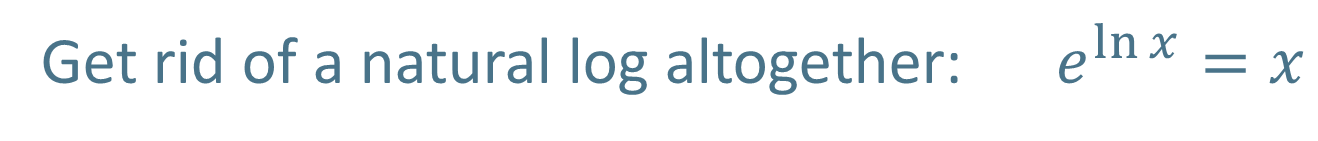 Get rid of a natural log altogether: e^{ln x} = x